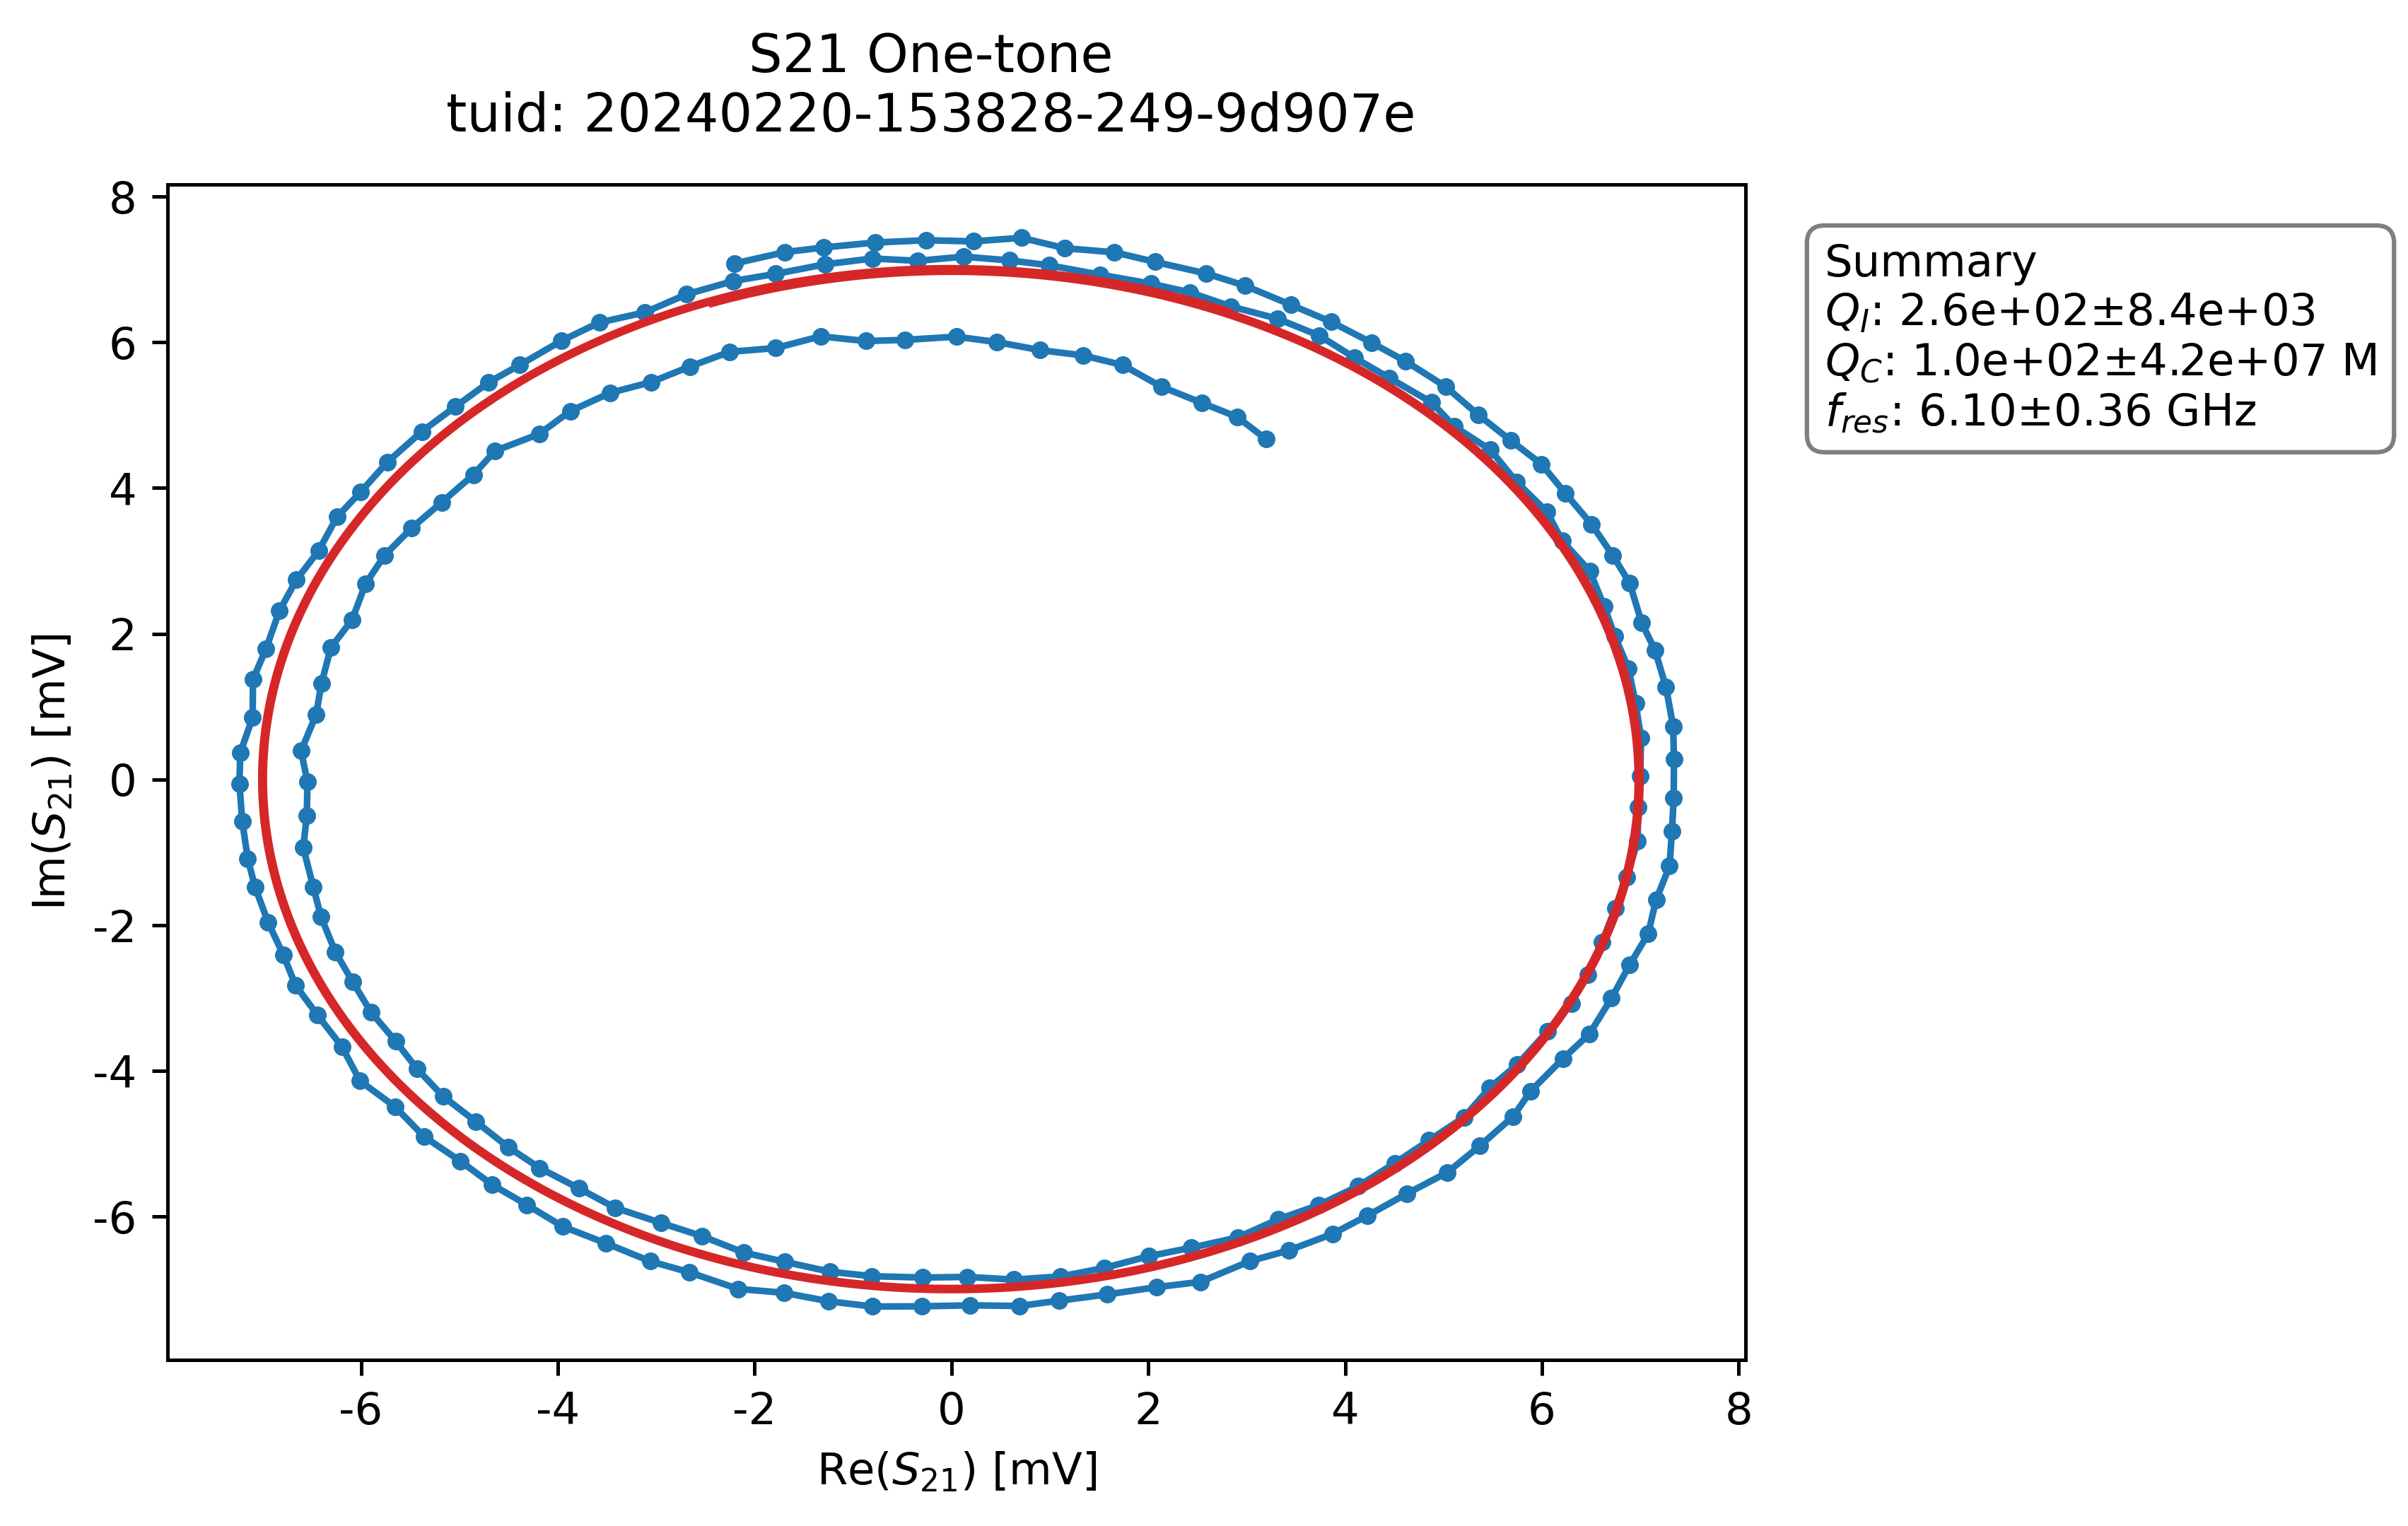 S21 One-tone
tuid: 20240220-153828-249-9d907e
8
6
4
2
0
-2
-4
-6
Im(S21) [mV]
-6 -4 -2 0 2 4 6 8
Re(S21) [mV]
Summary
QI: 2.6e+02±8.4e+03
QC: 1.0e+02±4.2e+07 M
fres: 6.10±0.36 GHz